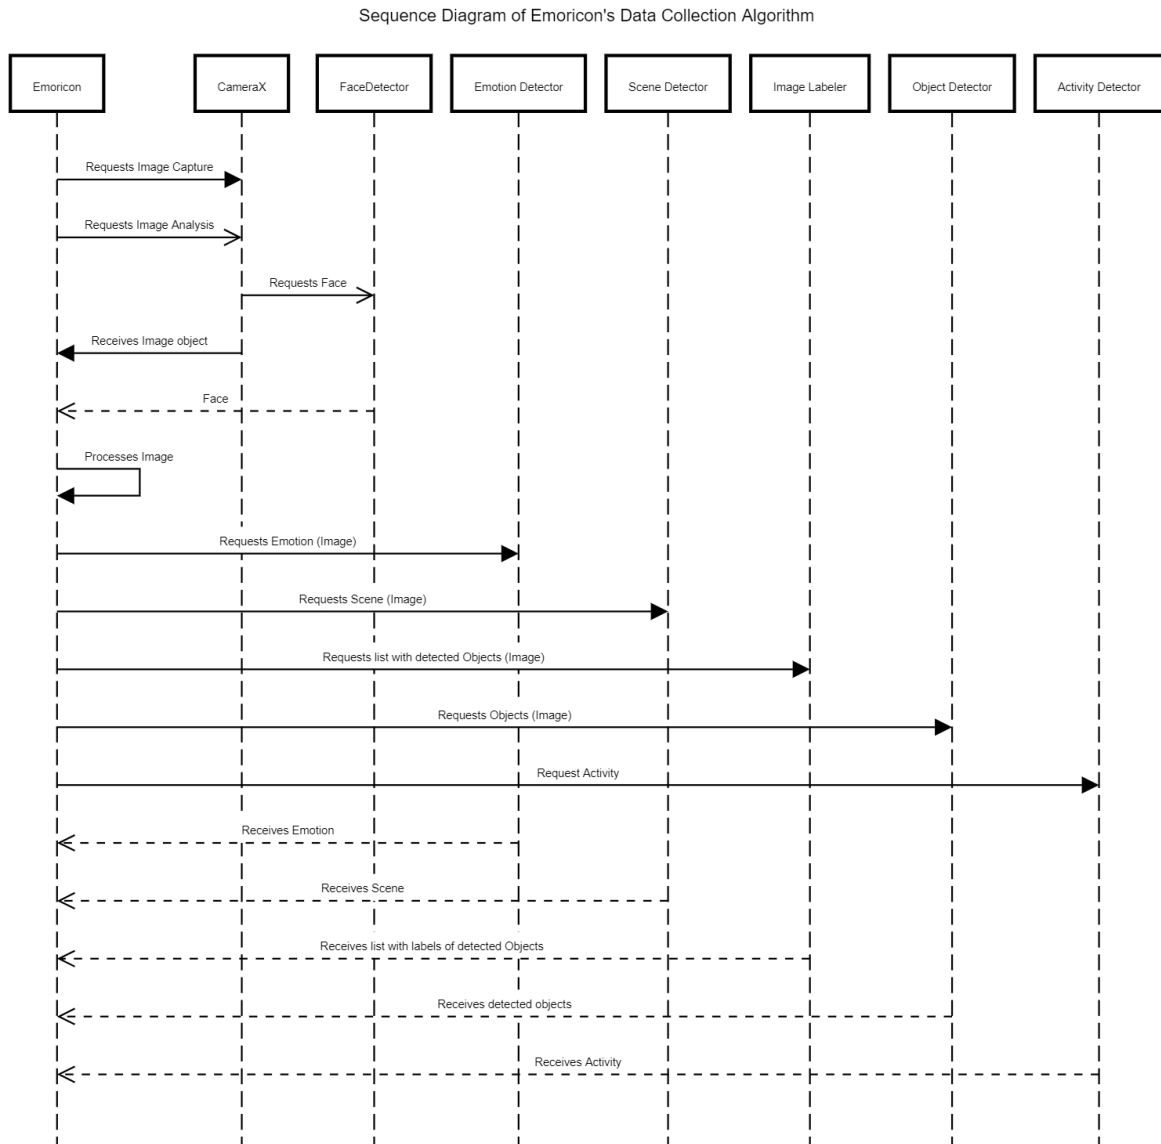 Sequence Diagram of Emoricon's Data Collection Algorithm
Emoricon
CameraX
FaceDetector
Emotion Detector
Scene Detector
Image Labeler
Object Detector
Activity Detector
Requests Image Capture
Requests Image Analysis
Requests Face
Receives Image object
Face
Processes Image
Requests Emotion (Image)
Requests Scene (Image)
Requests list with detected Objects (Image)
Requests Objects (Image)
Request Activity
Receives Emotion
Receives Scene
Receives list with labels of detected Objects
Receives detected objects
Receives Activity